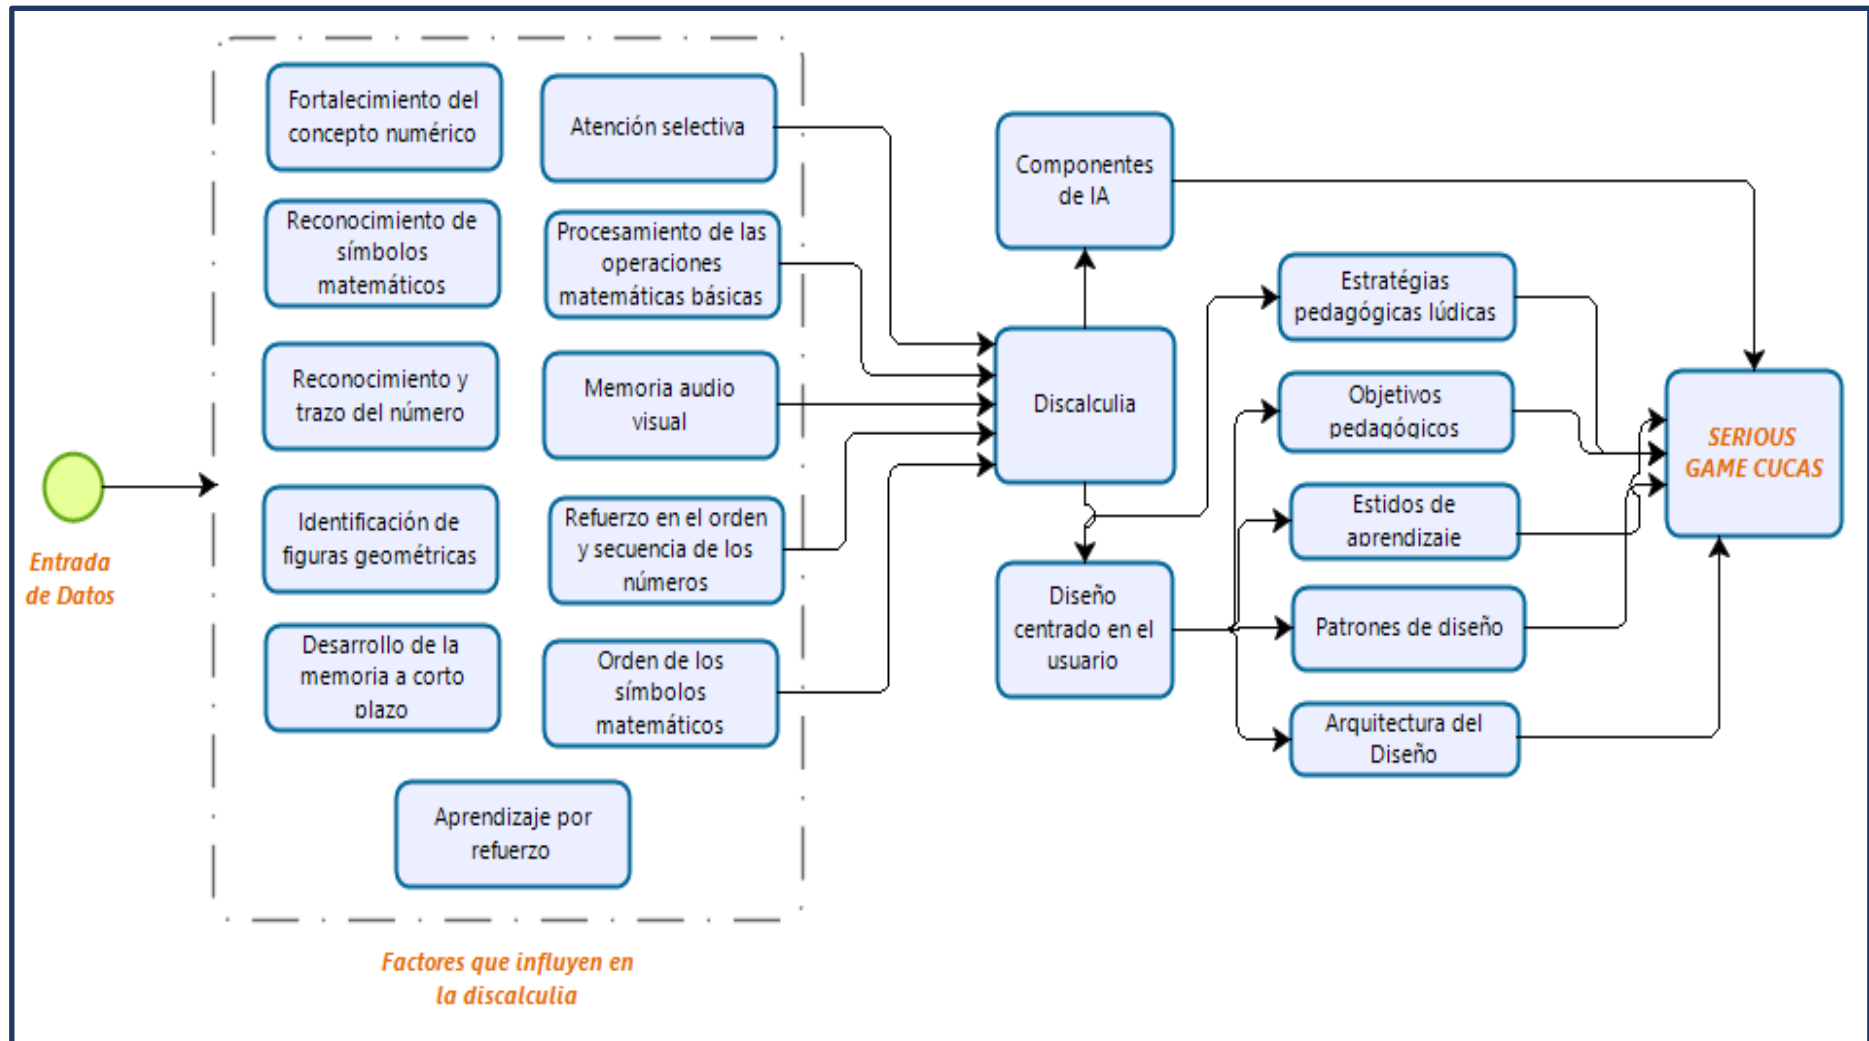 Entrada
de Datos
Fortalecimiento del
concepto numérico
Reconocimiento de
símbolos
matemáticos
Reconocimiento y
trazo del número
Identificación de
figuras geométricas
Desarrollo de la
memoria a corto
plazo
Atención selectiva
Procesamiento de las
operaciones
matemáticas básicas
Memoria audio
visual
Refuerzo en el orden
y secuencia de los
números
Orden de los
símbolos
matemáticos
Aprendizaje por
refuerzo
Factores que influyen en
la discalculia
Componentes
de IA
Discalculia
Diseño
centrado en el
usuario
Estratégias
pedagógicas lúdicas
Objetivos
pedagógicos
Estidos de
aprendizaje
Patrones de diseño
Arquitectura del
Diseño
SERIOUS
GAME CUCAS